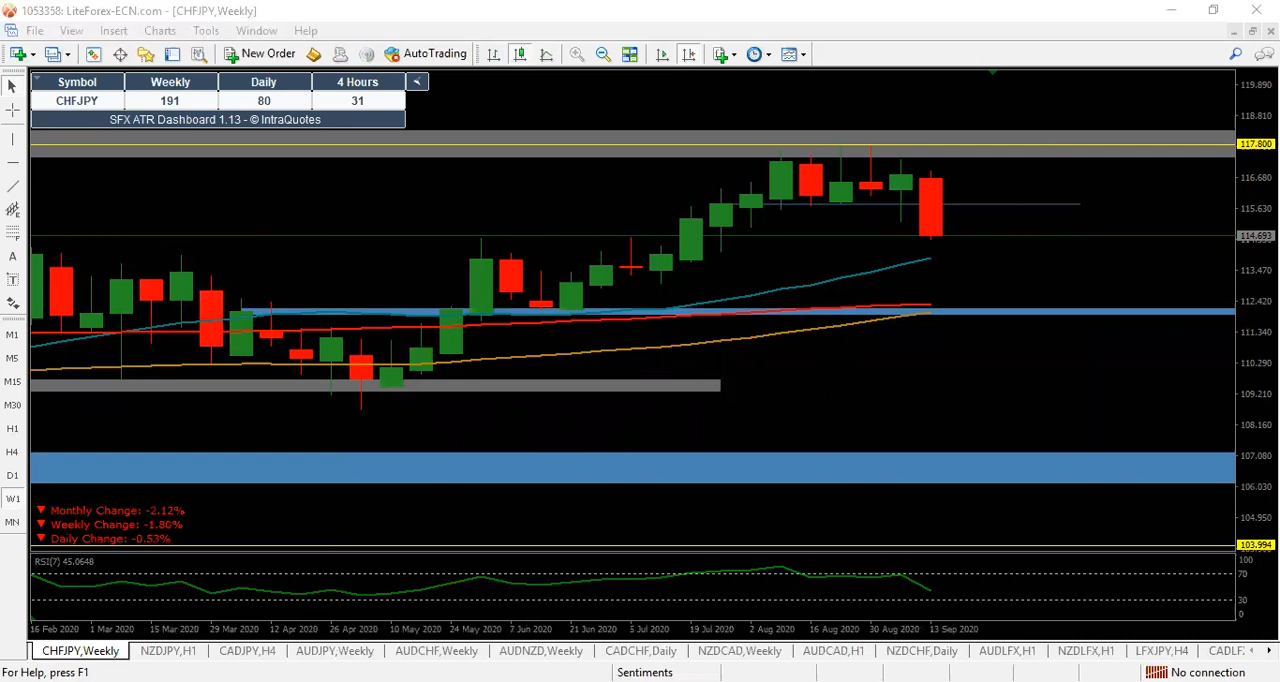 1053358: LiteForex-ECN.com - [CHFJPY,Weekly]
File View Insert Charts Tools Window Help
New Order AutoTrading
Symbol Weekly Daily 4 Hours
CHFJPY 191 80 31
SFX ATR Dashboard 1.13 - © IntraQuotes
119.890
118.810
117.800
116.680
115.630
114.693
113.470
112.420
111.340
110.290
109.210
108.160
107.080
106.030
104.950
103.994
M1
M5
M15
M30
H1
H4
D1
W1
MN
Monthly Change: -2.12%
Weekly Change: -1.80%
Daily Change: -0.53%
RSI(7) 45.0648
100
70
30
0
16 Feb 2020 1 Mar 2020 15 Mar 2020 29 Mar 2020 12 Apr 2020 26 Apr 2020 10 May 2020 24 May 2020 7 Jun 2020 21 Jun 2020 5 Jul 2020 19 Jul 2020 2 Aug 2020 16 Aug 2020 30 Aug 2020 13 Sep 2020
CHFJPY,Weekly NZDJPY,H1 CADJPY,H4 AUDJPY,Weekly AUDCHF,Weekly AUDNZD,Weekly CADCHF,Daily NZDCAD,Weekly AUDCAD,H1 NZDCHF,Daily AUDLFX,H1 NZDLFX,H1 LFXJPY,H4 CADLF
For Help, press F1 Sentiments No connection